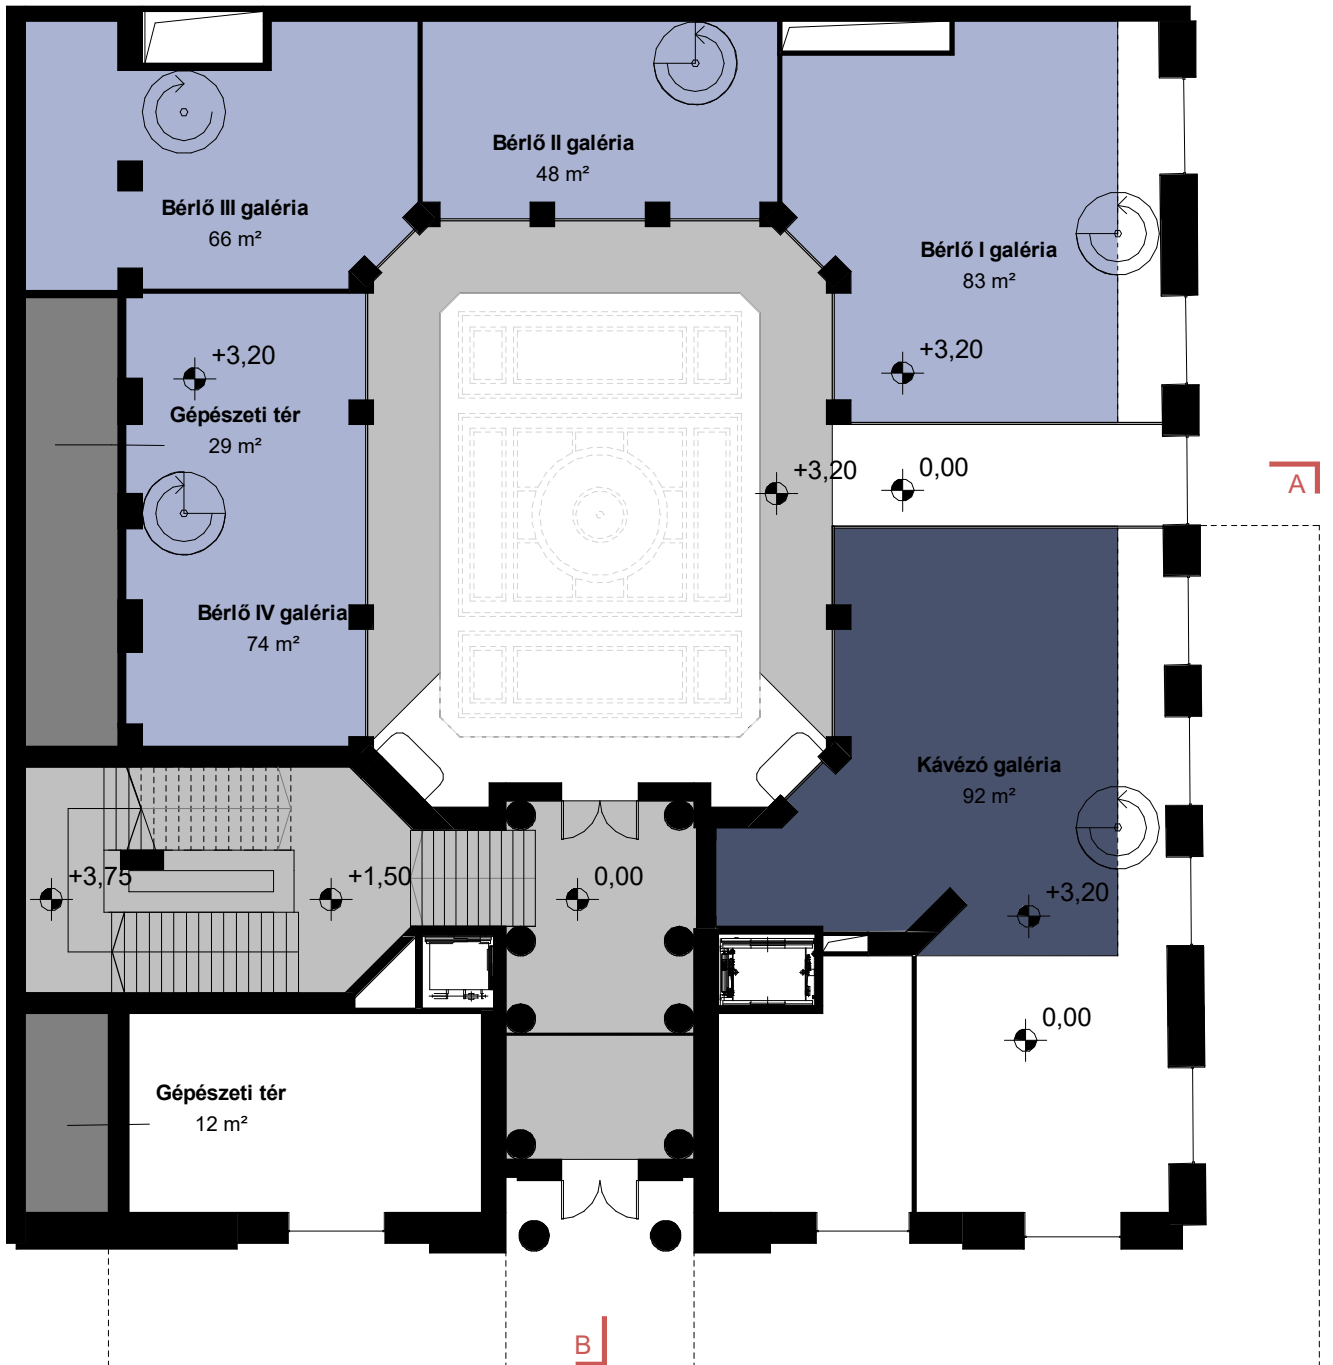 Bérlő II galéria
48 m²
Bérlő III galéria
66 m²
Bérlő I galéria
83 m²
+3,20
+3,20
Gépészeti tér
29 m²
+3,20
0,00
A
Bérlő IV galéria
74 m²
Kávézó galéria
92 m²
+3,75
+1,50
0,00
+3,20
0,00
Gépészeti tér
12 m²
B